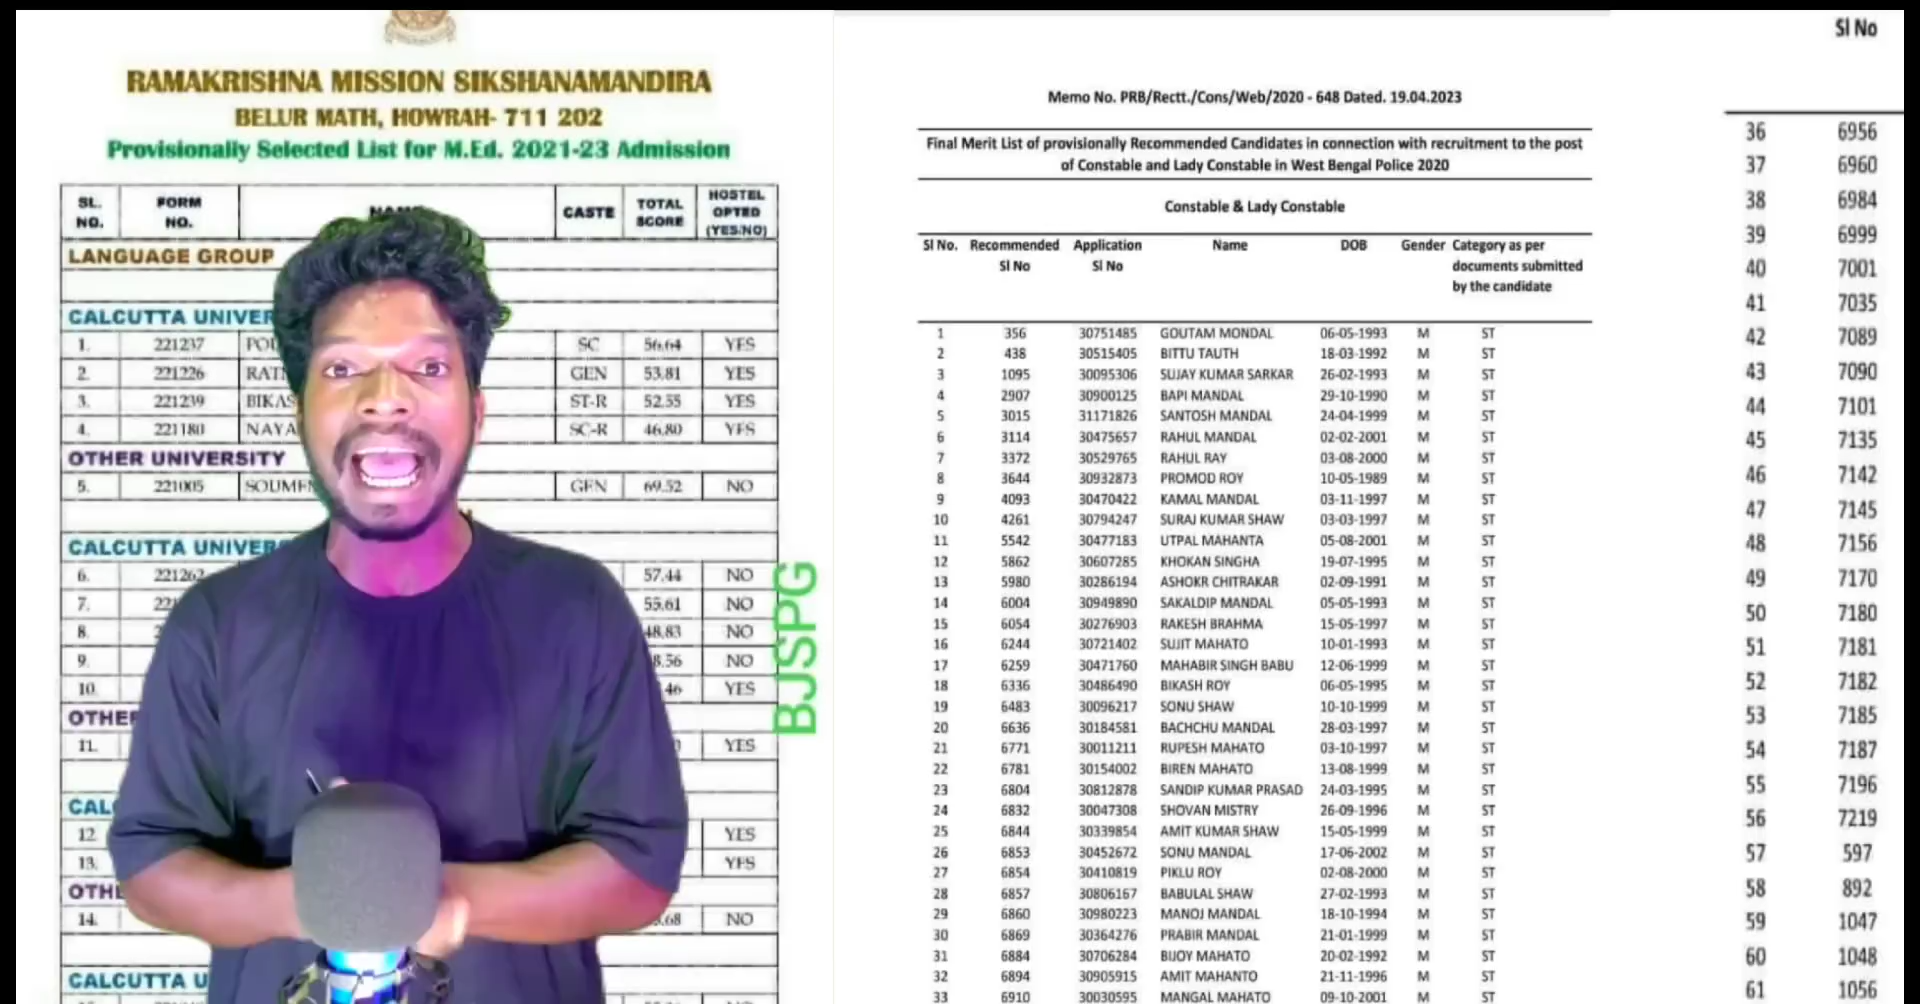 RAMAKRISHNA MISSION SIKSHANAMANDIRA
BELUR MATH, HOWRAH- 711 202
Provisionally Selected List for M.Ed. 2021-23 Admission
SL. NO. FORM NO. NAME CASTE TOTAL SCORE HOSTEL OPTED (YES/NO)
LANGUAGE GROUP
CALCUTTA
1. 221237 SC 56.64 YES
2. 221226 GEN 53.81 YES
3. 221239 ST-R 52.55 YES
4. 221180 SC-R 46.80 YES
OTHER UNIVERSITY
5. 221005 GEN 69.52 NO
CALCUTTA
6. 57.44 NO
7. 55.61 NO
8. 48.83 NO
9. NO
10. YES
OTHER
11. YES
12. YES
13. YES
14. NO
CALCUTTA
BJSPG
Memo No. PRB/Rectt./Cons/Web/2020 - 648 Dated. 19.04.2023
Final Merit List of provisionally Recommended Candidates in connection with recruitment to the post
of Constable and Lady Constable in West Bengal Police 2020
Constable & Lady Constable
Sl No. Recommended Sl No Application Sl No Name DOB Gender Category as per documents submitted by the candidate
1 356 30751485 GOUTAM MONDAL 06-05-1993 M ST
2 438 30515405 BITTU TAUTH 18-03-1992 M ST
3 1095 30095306 SUJAY KUMAR SARKAR 26-02-1993 M ST
4 2907 30900125 BAPI MANDAL 29-10-1990 M ST
5 3015 31171826 SANTOSH MANDAL 24-04-1999 M ST
6 3114 30475657 RAHUL MANDAL 02-02-2001 M ST
7 3372 30529765 RAHUL RAY 03-08-2000 M ST
8 3644 30932873 PROMOD ROY 10-05-1989 M ST
9 4093 30470422 KAMAL MANDAL 03-11-1997 M ST
10 4261 30794247 SURAJ KUMAR SHAW 03-03-1997 M ST
11 5542 30477183 UTPAL MAHANTA 05-08-2001 M ST
12 5862 30607285 KHOKAN SINGHA 19-07-1995 M ST
13 5980 30286194 ASHOKR CHITRAKAR 02-09-1991 M ST
14 6004 30949890 SAKALDIP MANDAL 05-05-1993 M ST
15 6054 30276903 RAKESH BRAHMA 15-05-1997 M ST
16 6244 30721402 SUJIT MAHATO 10-01-1993 M ST
17 6259 30471760 MAHABIR SINGH BABU 12-06-1999 M ST
18 6336 30486490 BIKASH ROY 06-05-1995 M ST
19 6483 30096217 SONU SHAW 10-10-1999 M ST
20 6636 30184581 BACHCHU MANDAL 28-03-1997 M ST
21 6771 30011211 RUPESH MAHATO 03-10-1997 M ST
22 6781 30154002 BIREN MAHATO 13-08-1999 M ST
23 6804 30812878 SANDIP KUMAR PRASAD 24-03-1995 M ST
24 6832 30047308 SHOVAN MISTRY 26-09-1996 M ST
25 6844 30339854 AMIT KUMAR SHAW 15-05-1999 M ST
26 6853 30452672 SONU MANDAL 17-06-2002 M ST
27 6854 30410819 PIKLU ROY 02-08-2000 M ST
28 6857 30806167 BABULAL SHAW 27-02-1993 M ST
29 6860 30980223 MANOJ MANDAL 18-10-1994 M ST
30 6869 30364276 PRABIR MANDAL 21-01-1999 M ST
31 6884 30706284 BIJOY MAHATO 20-02-1992 M ST
32 6894 30905915 AMIT MAHANTO 21-11-1996 M ST
33 6910 30030595 MANGAL MAHATO 09-10-2001 M ST
Sl No
36 6956
37 6960
38 6984
39 6999
40 7001
41 7035
42 7089
43 7090
44 7101
45 7135
46 7142
47 7145
48 7156
49 7170
50 7180
51 7181
52 7182
53 7185
54 7187
55 7196
56 7219
57 597
58 892
59 1047
60 1048
61 1056